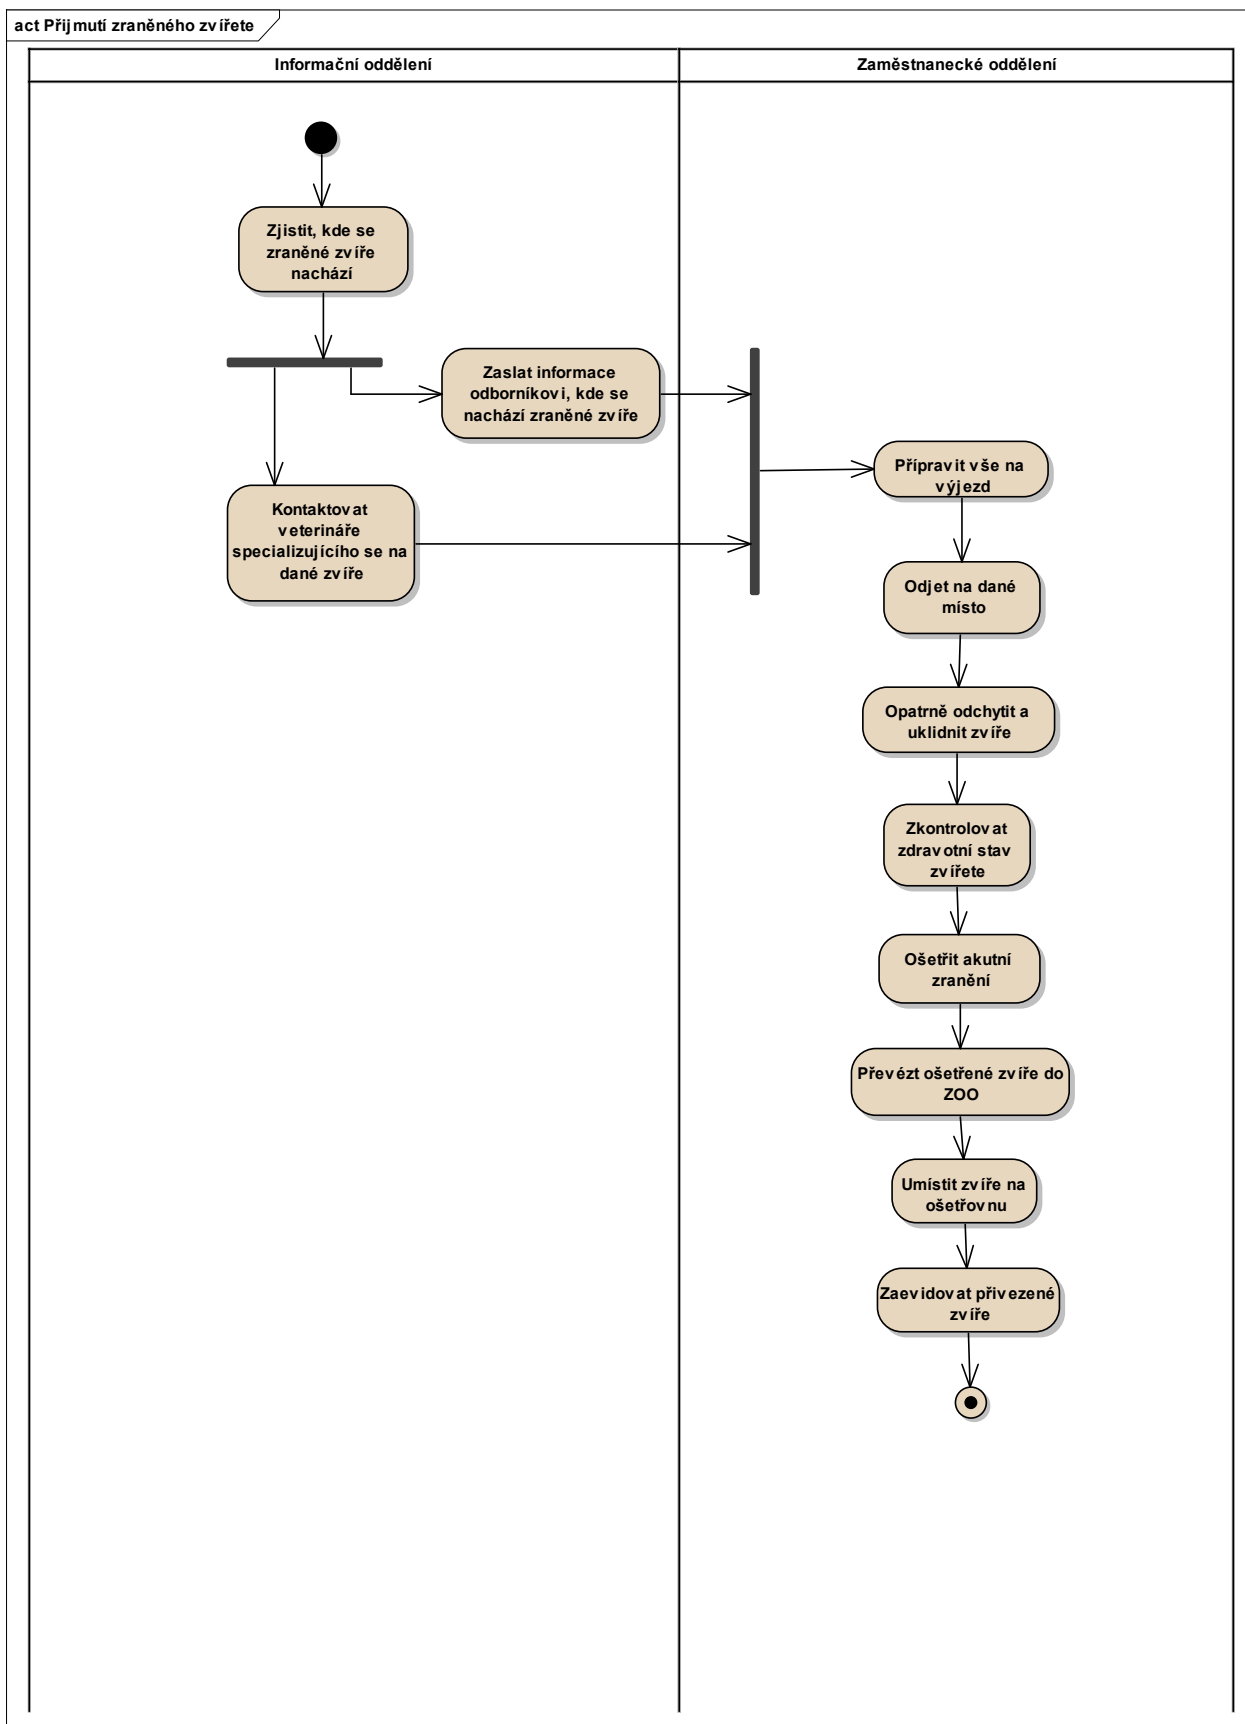 act Přijmutí zraněného zvířete
Informační oddělení
Zaměstnanecké oddělení
Zjistit, kde se
zraněné zvíře
nachází
Zaslat informace
odborníkovi, kde se
nachází zraněné zvíře
Kontaktovat
veterináře
specializujícího se na
dané zvíře
Přípravit vše na
výjezd
Odjet na dané
místo
Opatrně odchytit a
uklidnit zvíře
Zkontrolovat
zdravotní stav
zvířete
Ošetřit akutní
zranění
Převézt ošetřené zvíře do
ZOO
Umístit zvíře na
ošetřovnu
Zaevidovat přivezené
zvíře